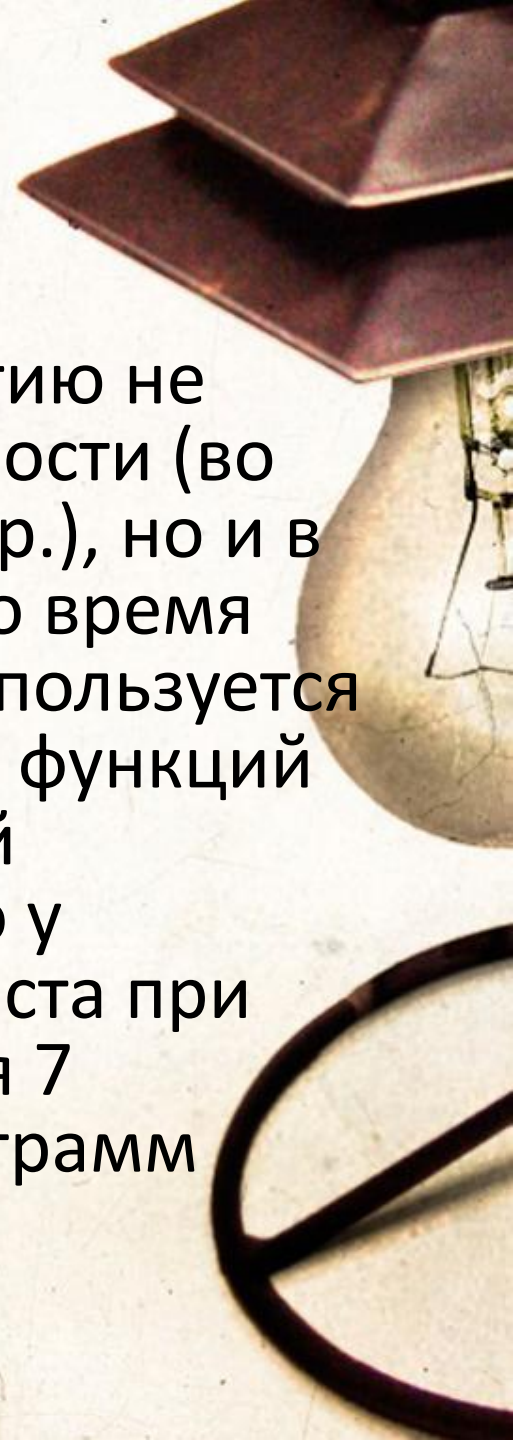 тию не
ости (во
р.), но и в
о время
пользуется
функций
й
о у
ста при
я 7
грамм